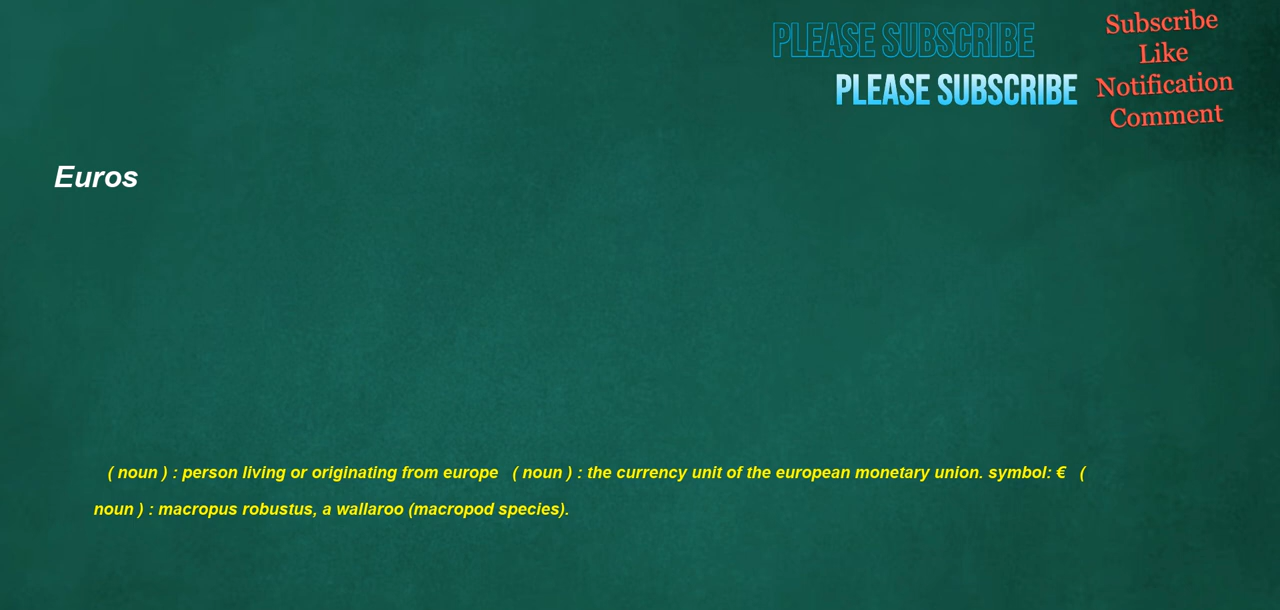 PLEASE SUBSCRIBE
PLEASE SUBSCRIBE
Subscribe
Like
Notification
Comment
Euros
( noun ) : person living or originating from europe ( noun ) : the currency unit of the european monetary union. symbol: € (
noun ) : macropus robustus, a wallaroo (macropod species).